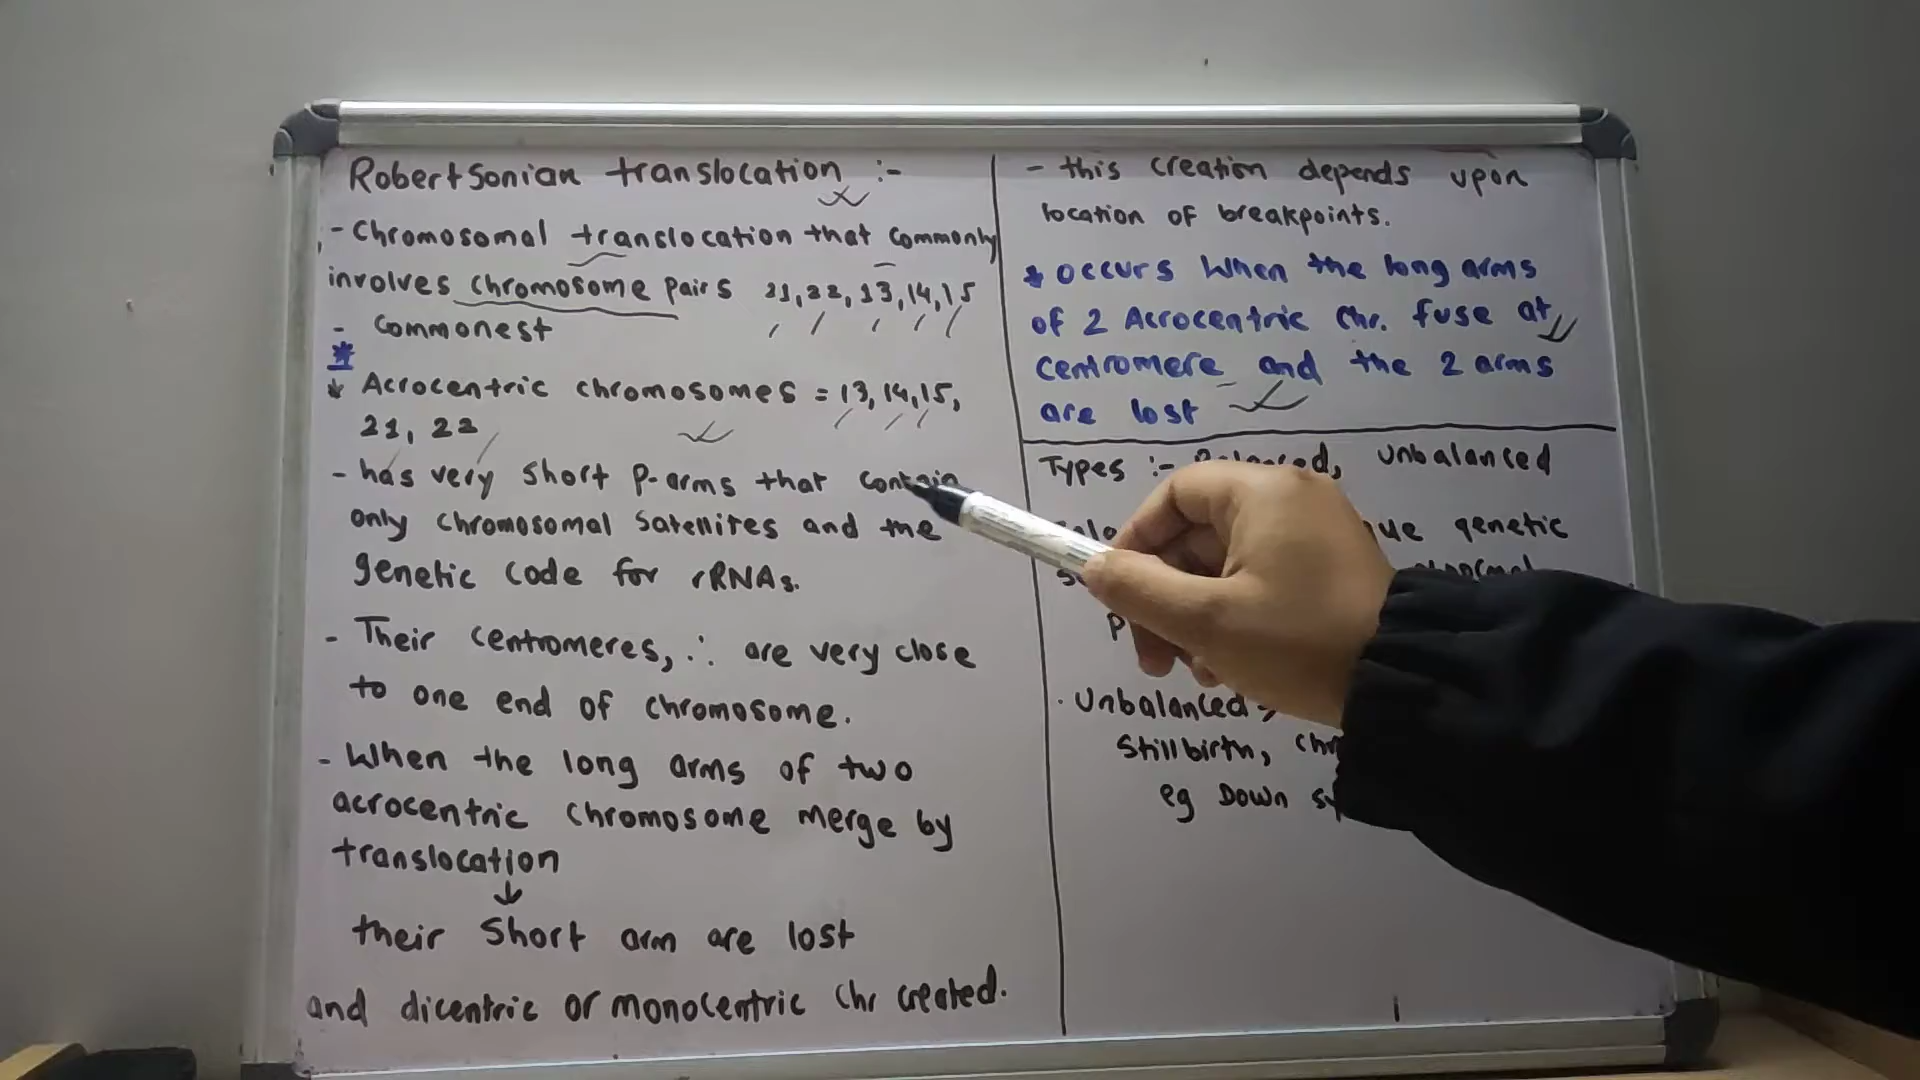 Robertsonian translocation :-
- Chromosomal translocation that commonly
involves chromosome pairs 21, 22, 13, 14, 15
- Commonest
*
* Acrocentric chromosomes = 13, 14, 15,
21, 22
- has very short P-arms that contain
only chromosomal satellites and the
genetic code for rRNAs.
- Their centromeres, ∴ are very close
to one end of chromosome.
- When the long arms of two
acrocentric chromosome merge by
translocation
↓
their short arm are lost
and dicentric or monocentric Chr created.
- this creation depends upon
location of breakpoints.
* occurs when the long arms
of 2 Acrocentric Chr. fuse at
centromere and the 2 arms
are lost
Types :- Balanced, unbalanced
genetic
· Unbalanced →
Stillbirth,
eg Down